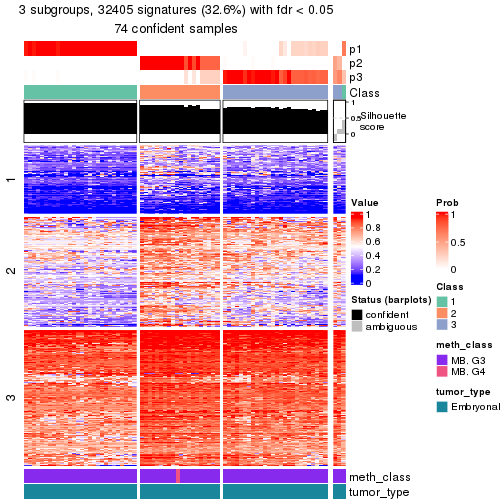 3 subgroups, 32405 signatures (32.6%) with fdr < 0.05
74 confident samples
p1
p2
p3
Class
1
0.5
0
Silhouette
score
1
2
3
Value
1
0.8
0.6
0.4
0.2
0
Status (barplots)
confident
ambiguous
Prob
1
0.5
0
Class
1
2
3
meth_class
MB. G3
MB. G4
tumor_type
Embryonal
meth_class
tumor_type